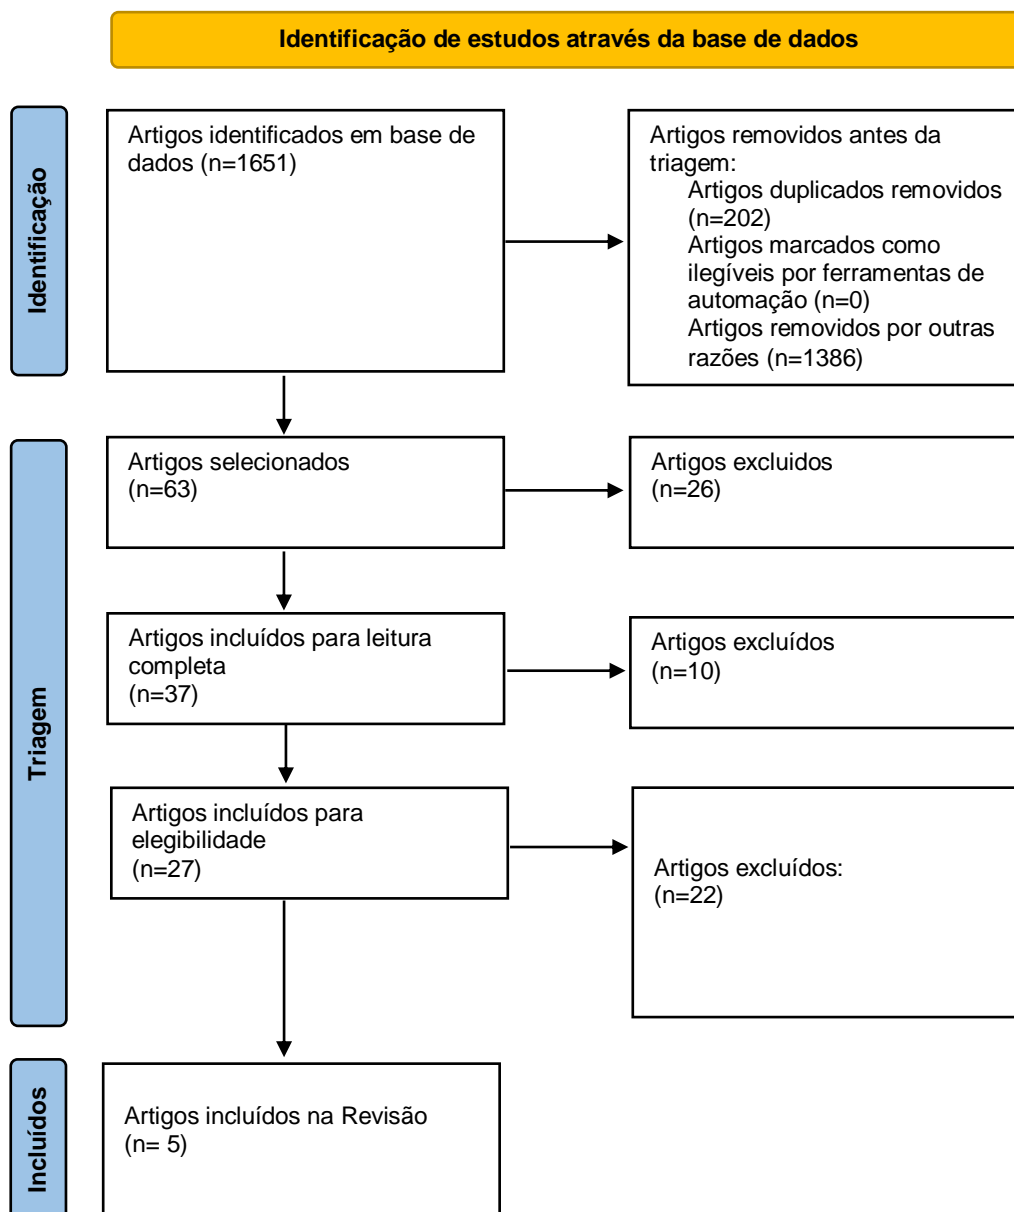 Identificação de estudos através da base de dados
Identificação
Artigos identificados em base de
dados (n=1651)
Artigos removidos antes da
triagem:
Artigos duplicados removidos
(n=202)
Artigos marcados como
ilegíveis por ferramentas de
automação (n=0)
Artigos removidos por outras
razões (n=1386)
Triagem
Artigos selecionados
(n=63)
Artigos excluidos
(n=26)
Artigos incluídos para leitura
completa
(n=37)
Artigos excluídos
(n=10)
Artigos incluídos para
elegibilidade
(n=27)
Artigos excluídos:
(n=22)
Incluídos
Artigos incluídos na Revisão
(n= 5)